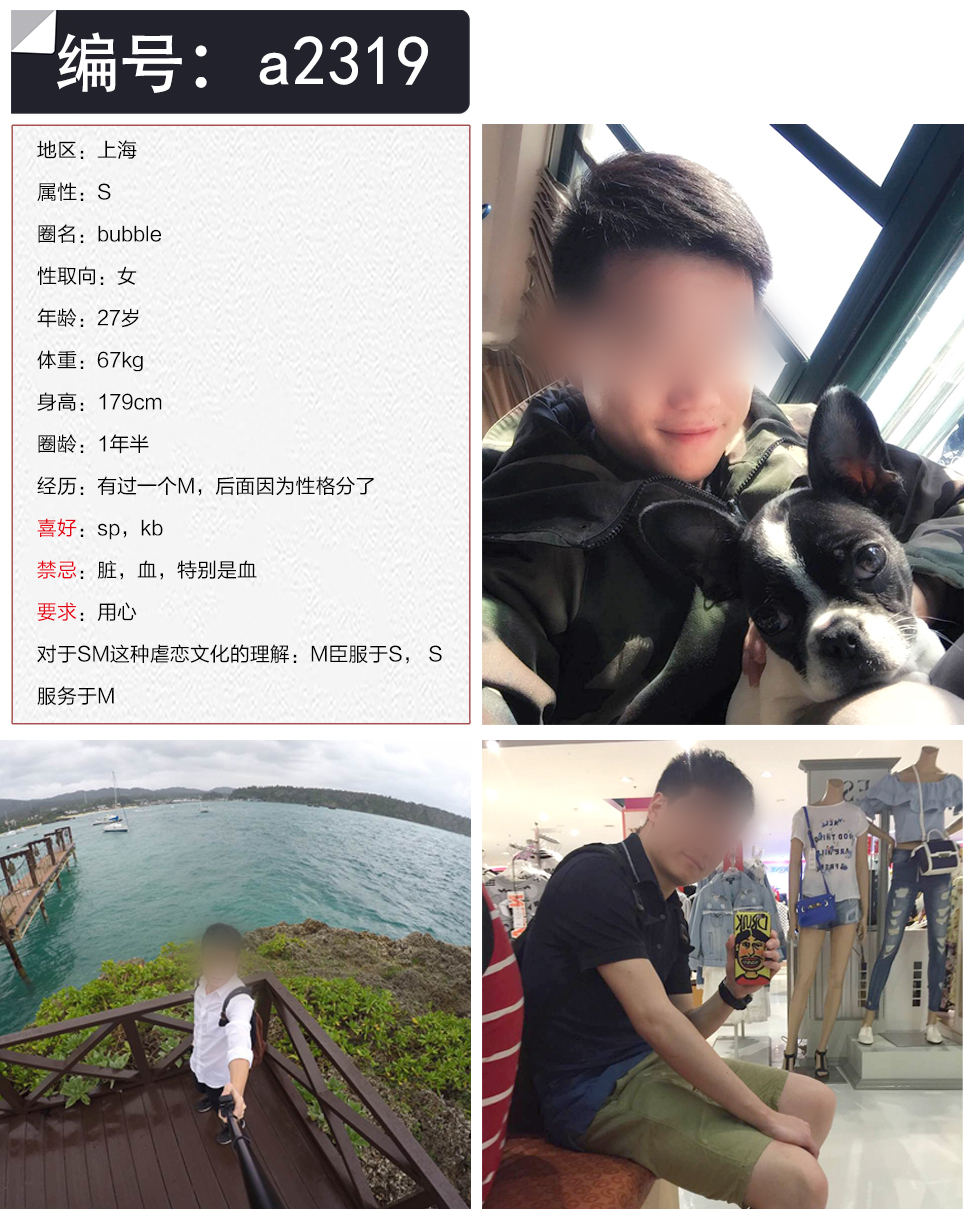 编号： a2319
地区：上海
属性：S
圈名：bubble
性取向：女
年龄：27岁
体重：67kg
身高：179cm
圈龄：1年半
经历：有过一个M，后面因为性格分了
喜好：sp，kb
禁忌：脏，血，特别是血
要求：用心
对于SM这种虐恋文化的理解：M臣服于S， S
服务于M
DRINK